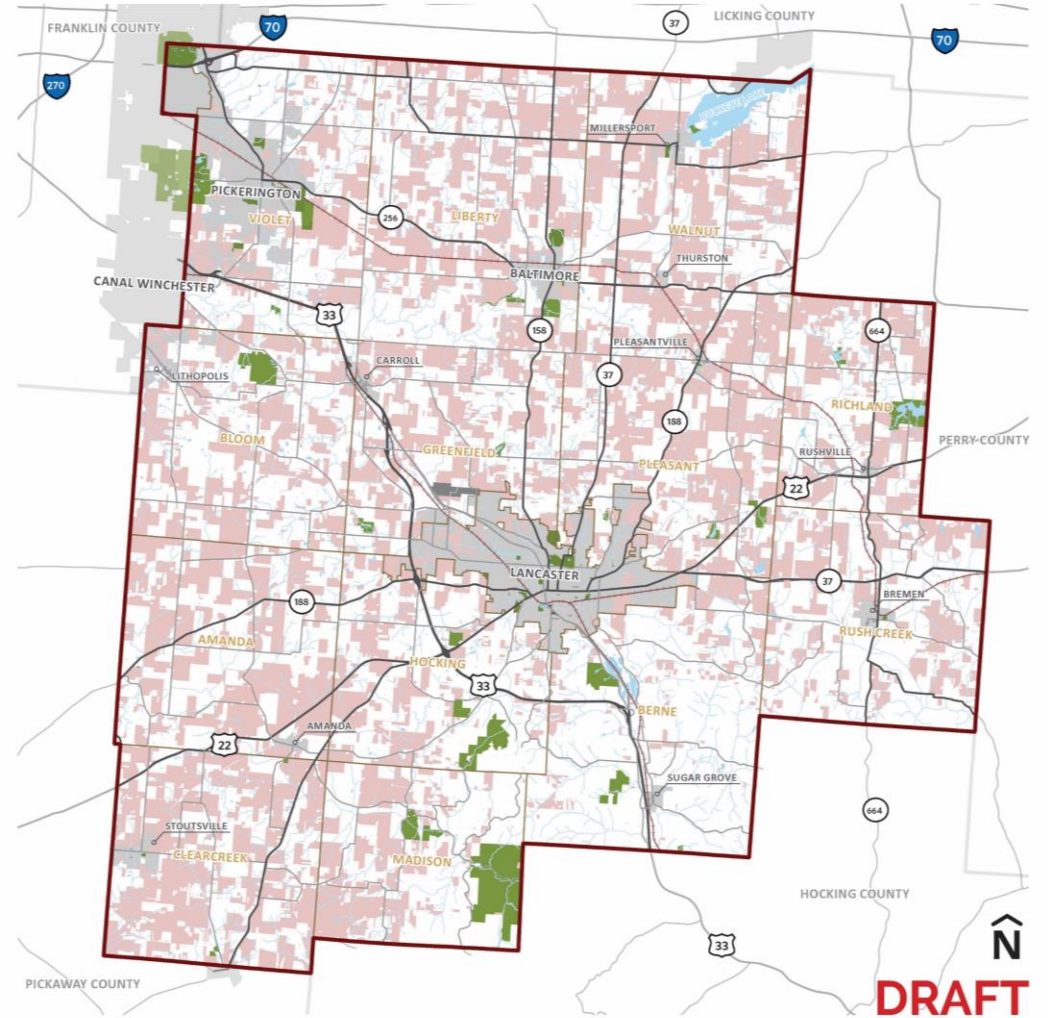 37
LICKING COUNTY
FRANKLIN COUNTY
70
70
270
BUCKEYE LAKE
MILLERSPORT
PICKERINGTON
VIOLET
256
LIBERTY
WALNUT
THURSTON
BALTIMORE
CANAL WINCHESTER
33
158
664
PLEASANTVILLE
CARROLL
LITHOPOLIS
37
RICHLAND
188
BLOOM
GREENFIELD
PERRY COUNTY
RUSHVILLE
PLEASANT
22
LANCASTER
37
BREMEN
188
RUSH CREEK
AMANDA
HOCKING
33
BERNE
AMANDA
22
SUGAR GROVE
664
STOUTSVILLE
CLEARCREEK
MADISON
HOCKING COUNTY
33
N
PICKAWAY COUNTY
DRAFT